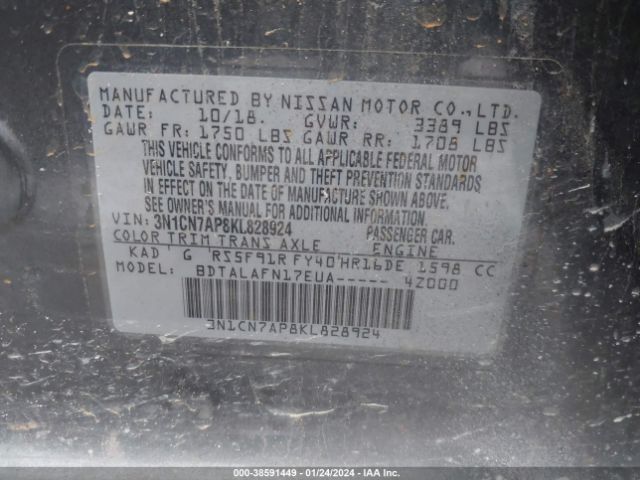 MANUFACTURED BY NISSAN MOTOR CO., LTD.
DATE: 10/18. GVWR: 3389 LBS
GAWR FR: 1750 LBS GAWR RR: 1708 LBS
THIS VEHICLE CONFORMS TO ALL APPLICABLE FEDERAL MOTOR
VEHICLE SAFETY, BUMPER AND THEFT PREVENTION STANDARDS
IN EFFECT ON THE DATE OF MANUFACTURE SHOWN ABOVE.
SEE OWNER'S MANUAL FOR ADDITIONAL INFORMATION.
VIN: 3N1CN7AP8KL828924 PASSENGER CAR.
COLOR TRIM TRANS AXLE ENGINE
KAD G RS5F91R FY40 HR16DE 1598 CC
MODEL: BDTALAFN17EUA----- 4Z000
3N1CN7AP8KL828924
000-38591449 - 01/24/2024 - IAA Inc.